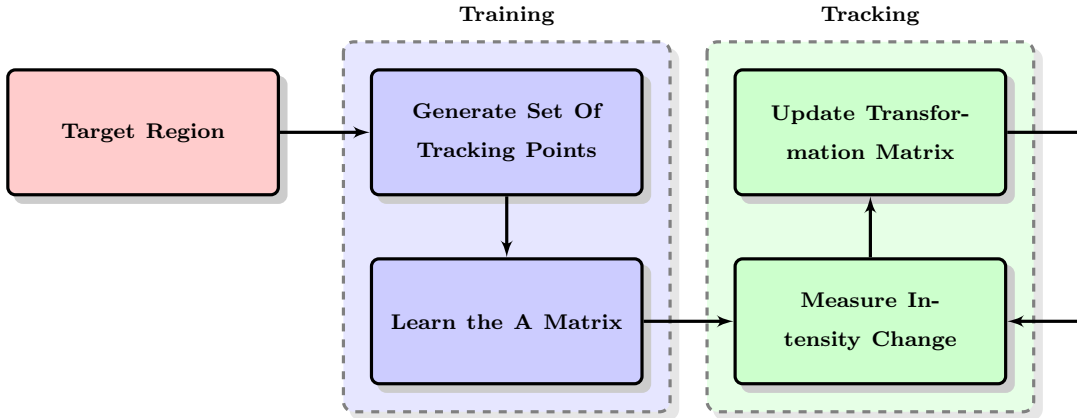 Training
Tracking
Target Region
Generate Set Of
Tracking Points
Update Transfor-
mation Matrix
Learn the A Matrix
Measure In-
tensity Change